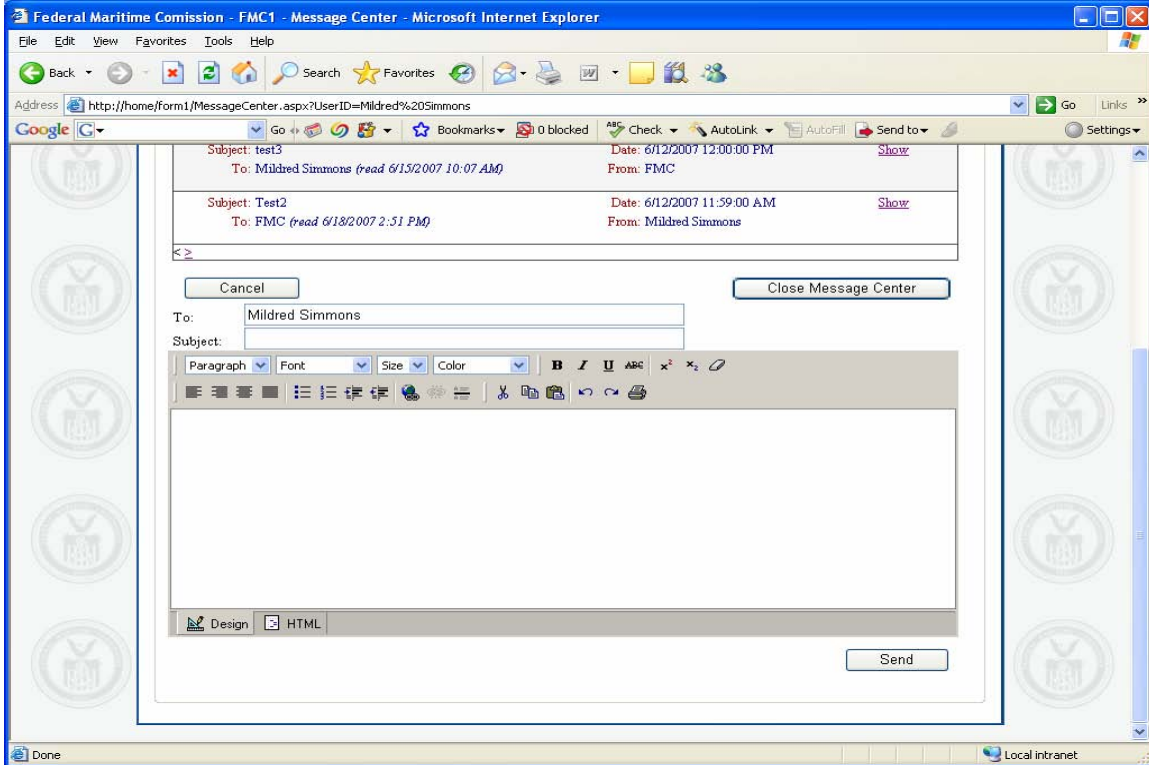 Federal Maritime Comission - FMC1 - Message Center - Microsoft Internet Explorer
File Edit View Favorites Tools Help
Back Search Favorites
Address http://home/form1/MessageCenter.aspx?UserID=Mildred%20Simmons Go Links »
Google G Go Bookmarks 0 blocked ABC Check AutoLink AutoFill Send to Settings
Subject: test3 Date: 6/12/2007 12:00:00 PM Show
To: Mildred Simmons (read 6/15/2007 10:07 AM) From: FMC
Subject: Test2 Date: 6/12/2007 11:59:00 AM Show
To: FMC (read 6/18/2007 2:51 PM) From: Mildred Simmons
< >
Cancel Close Message Center
To: Mildred Simmons
Subject:
Paragraph Font Size Color B I U ABC x² x₂
Design HTML
Send
Done Local intranet